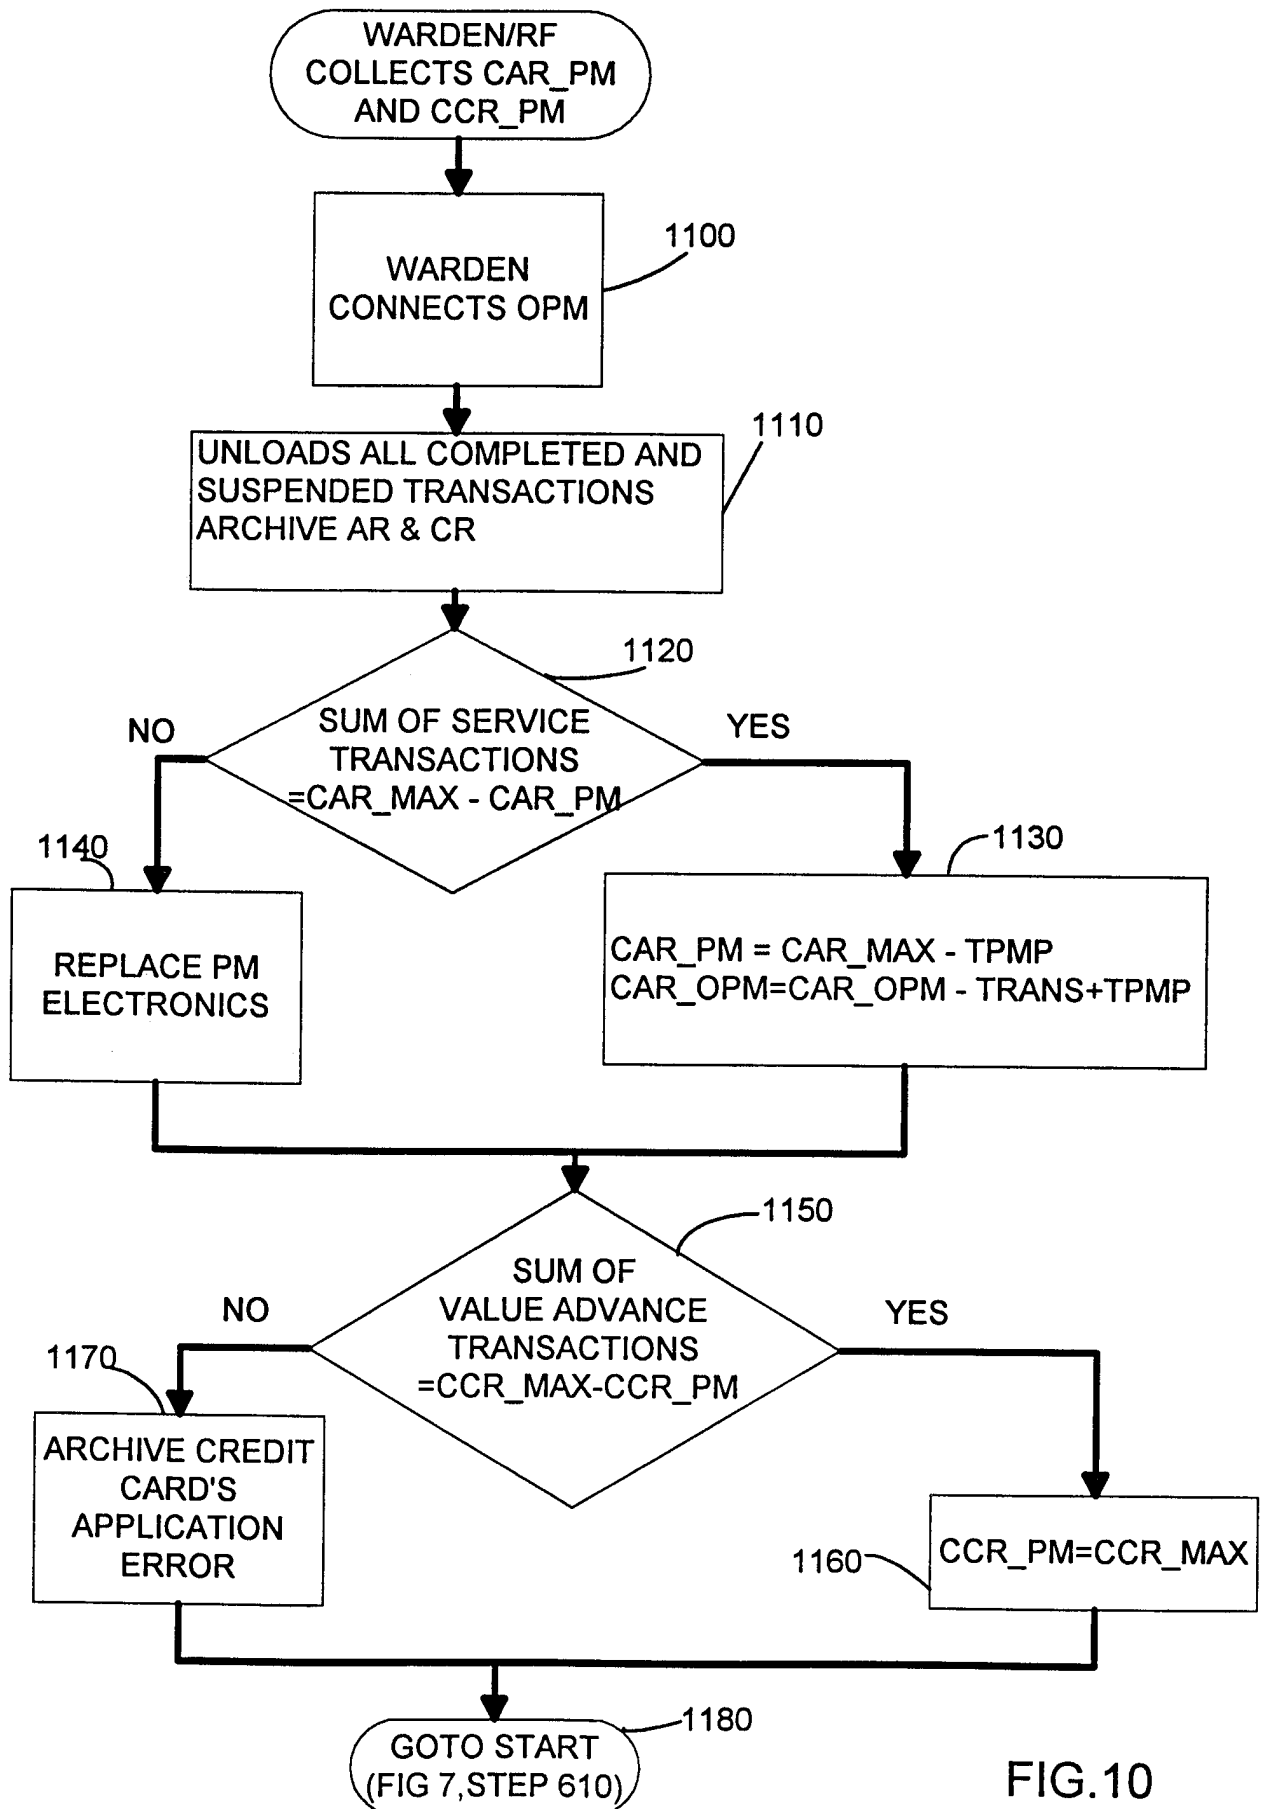 WARDEN/RF
COLLECTS CAR_PM
AND CCR_PM
1100
WARDEN
CONNECTS OPM
1110
UNLOADS ALL COMPLETED AND
SUSPENDED TRANSACTIONS
ARCHIVE AR & CR
1120
NO
SUM OF SERVICE
TRANSACTIONS
=CAR_MAX - CAR_PM
YES
1140
1130
REPLACE PM
ELECTRONICS
CAR_PM = CAR_MAX - TPMP
CAR_OPM=CAR_OPM - TRANS+TPMP
1150
NO
SUM OF
VALUE ADVANCE
TRANSACTIONS
=CCR_MAX-CCR_PM
YES
1170
ARCHIVE CREDIT
CARD'S
APPLICATION
ERROR
1160
CCR_PM=CCR_MAX
1180
GOTO START
(FIG 7,STEP 610)
FIG.10